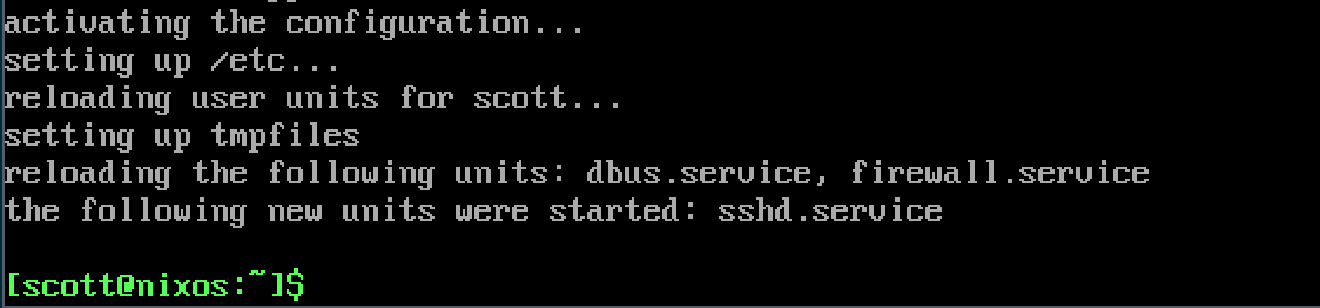 activating the configuration...
setting up /etc...
reloading user units for scott...
setting up tmpfiles
reloading the following units: dbus.service, firewall.service
the following new units were started: sshd.service
[scott@nixos:~]$